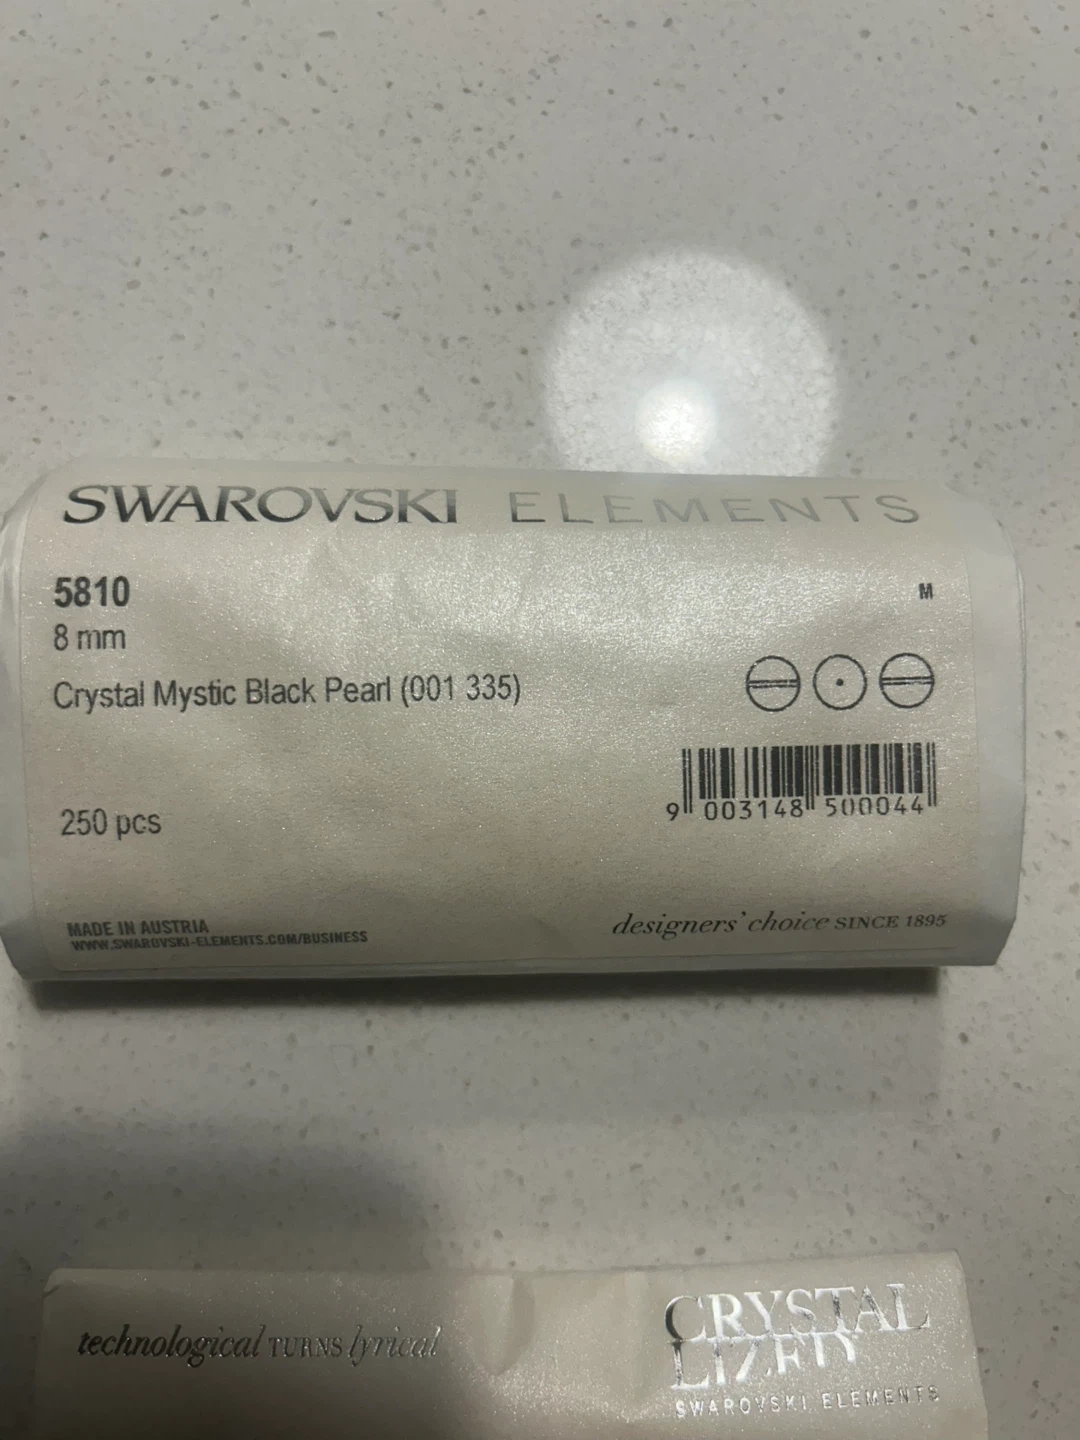 SWAROVSKI ELEMENTS
5810
M
8 mm
Crystal Mystic Black Pearl (001 335)
9 003148 500044
250 pcs
MADE IN AUSTRIA
WWW.SWAROVSKI-ELEMENTS.COM/BUSINESS
designers' choice SINCE 1895
technological TURNS lyrical
CRYSTAL
LIZED
SWAROVSKI ELEMENTS